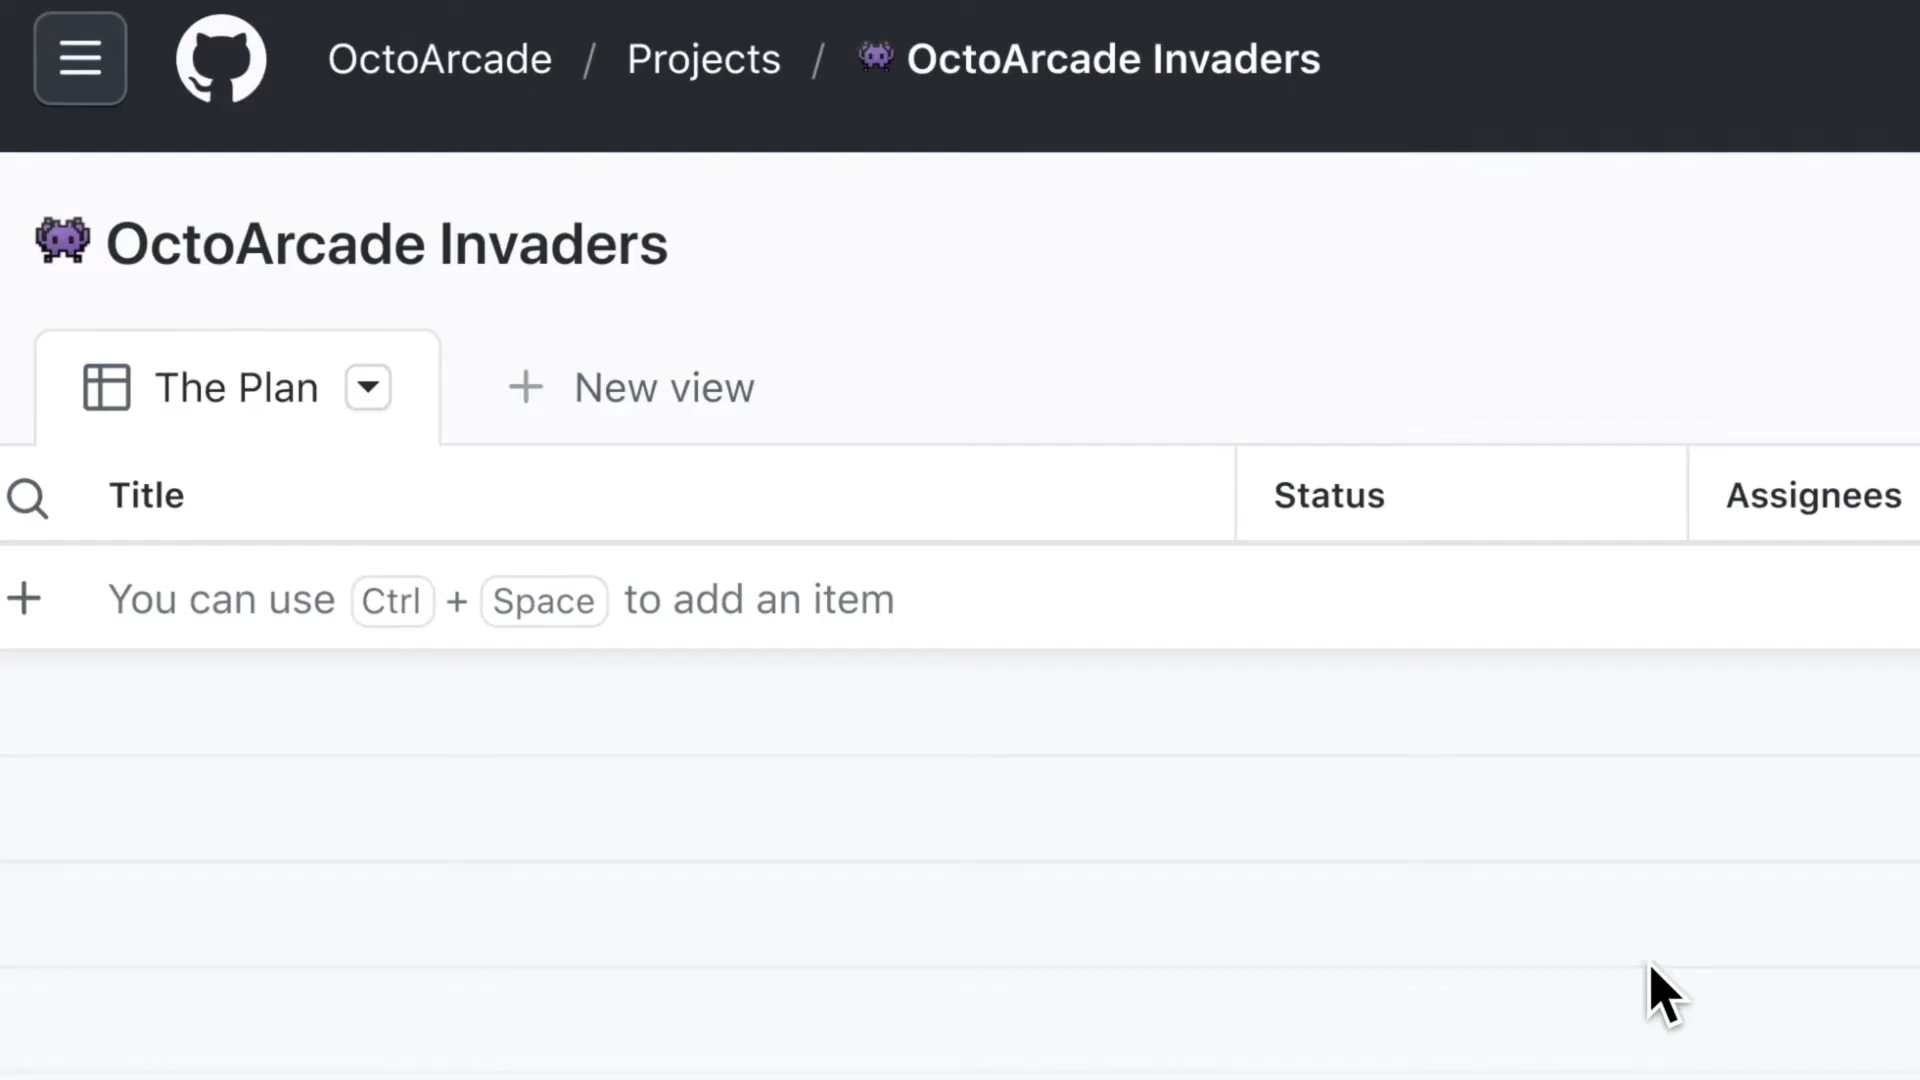 OctoArcade / Projects / 👾 OctoArcade Invaders
👾 OctoArcade Invaders
The Plan
+ New view
Title Status Assignees
+ You can use Ctrl + Space to add an item